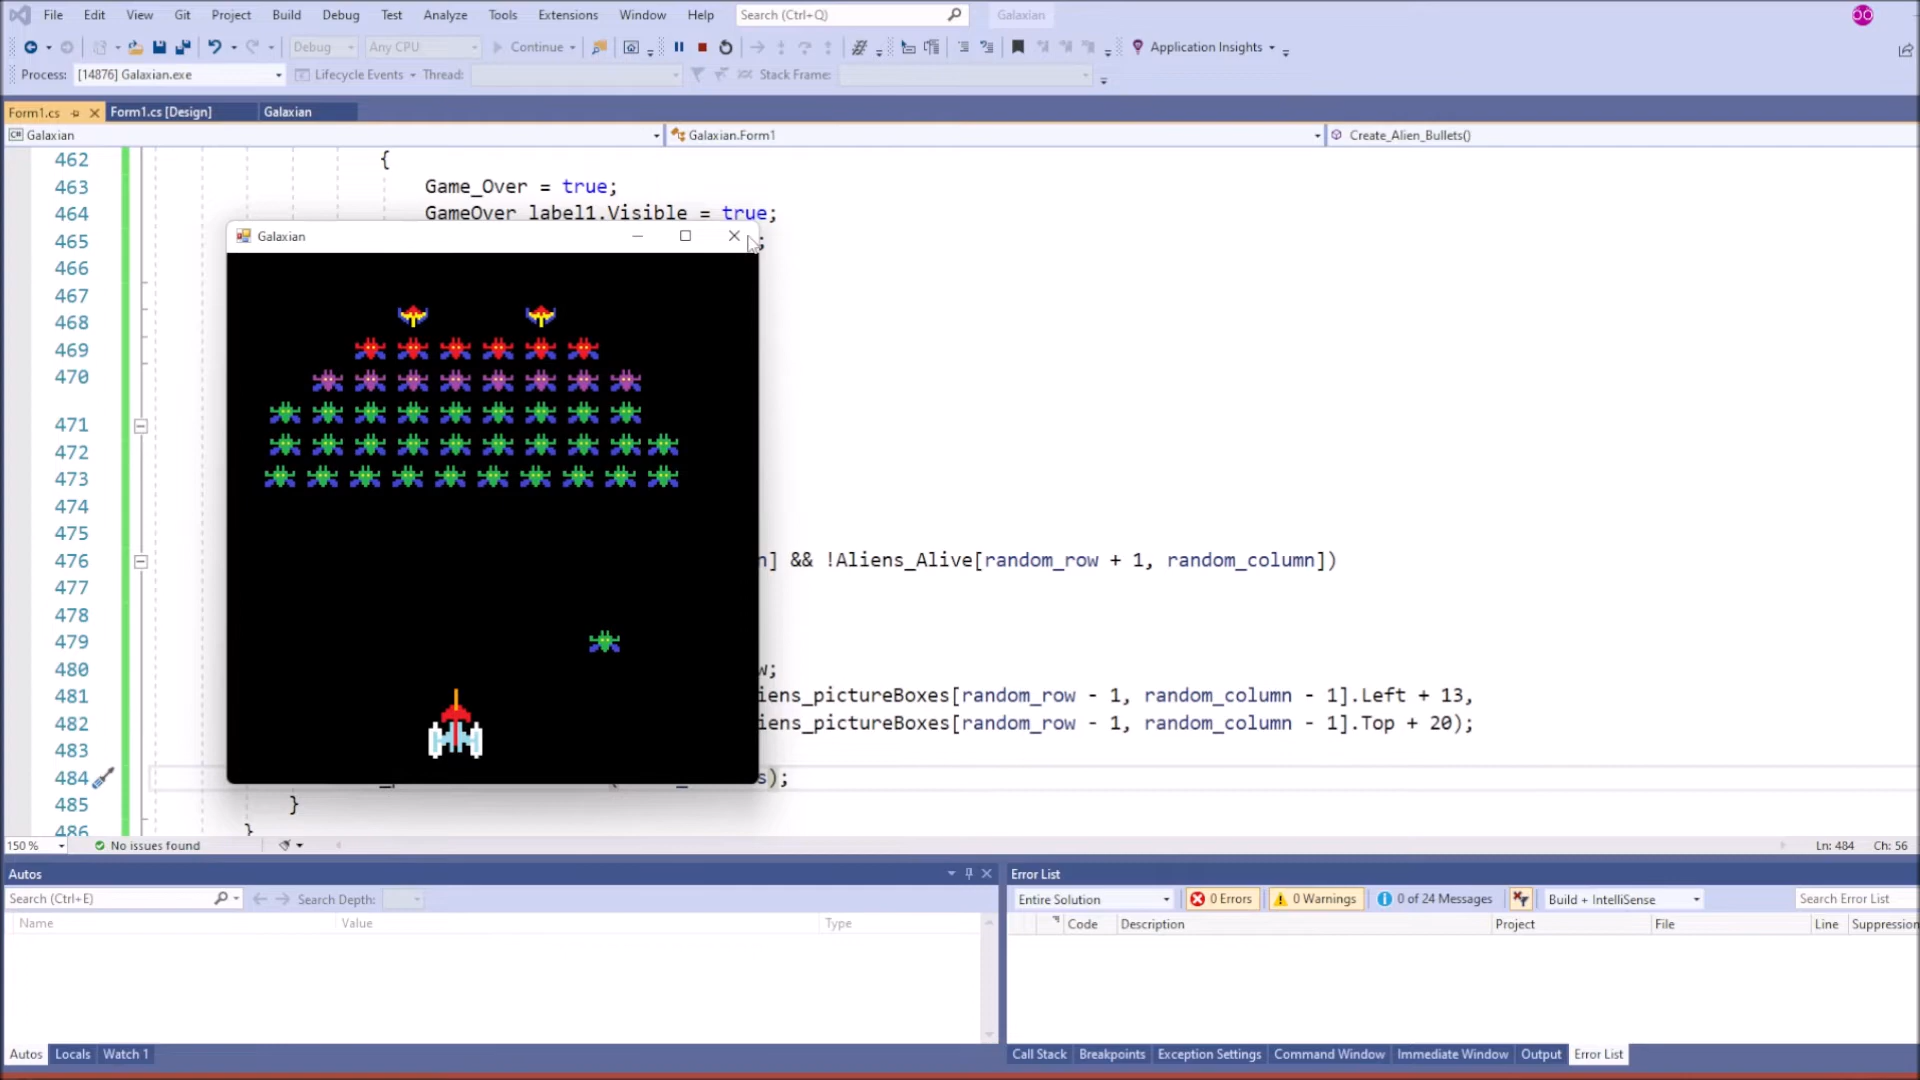 File Edit View Git Project Build Debug Test Analyze Tools Extensions Window Help Search (Ctrl+Q) Galaxian
Debug Any CPU Continue Application Insights
Process: [14876] Galaxian.exe Lifecycle Events Thread: Stack Frame:
Form1.cs Form1.cs [Design] Galaxian
C# Galaxian Galaxian.Form1 Create_Alien_Bullets()
462 {
463 Game_Over = true;
464 GameOver_label1.Visible = true;
465 ;
466
467
468
469
470
471
472
473
474
475
476 n] && !Aliens_Alive[random_row + 1, random_column])
477
478
479
480 w;
481 iens_pictureBoxes[random_row - 1, random_column - 1].Left + 13,
482 iens_pictureBoxes[random_row - 1, random_column - 1].Top + 20);
483
484 s);
485 }
486 }
Galaxian
150 % No issues found Ln: 484 Ch: 56
Autos
Search (Ctrl+E) Search Depth:
Name Value Type
Autos Locals Watch 1
Error List
Entire Solution 0 Errors 0 Warnings 0 of 24 Messages Build + IntelliSense Search Error List
Code Description Project File Line Suppression
Call Stack Breakpoints Exception Settings Command Window Immediate Window Output Error List